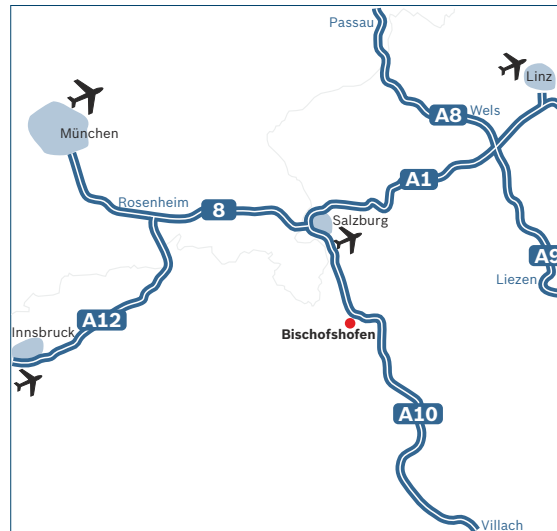 Passau
Linz
A8
Wels
München
A1
Rosenheim
8
Salzburg
A9
Liezen
A12
Innsbruck
Bischofshofen
A10
Villach